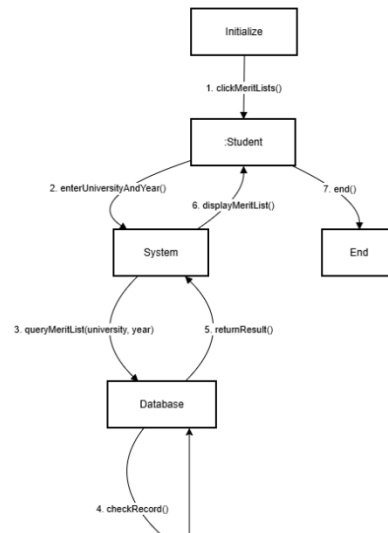 Initialize
1. clickMeritLists()
:Student
2. enterUniversityAndYear()
6. displayMeritList()
7. end()
System
End
3. queryMeritList(university, year)
5. returnResult()
Database
4. checkRecord()